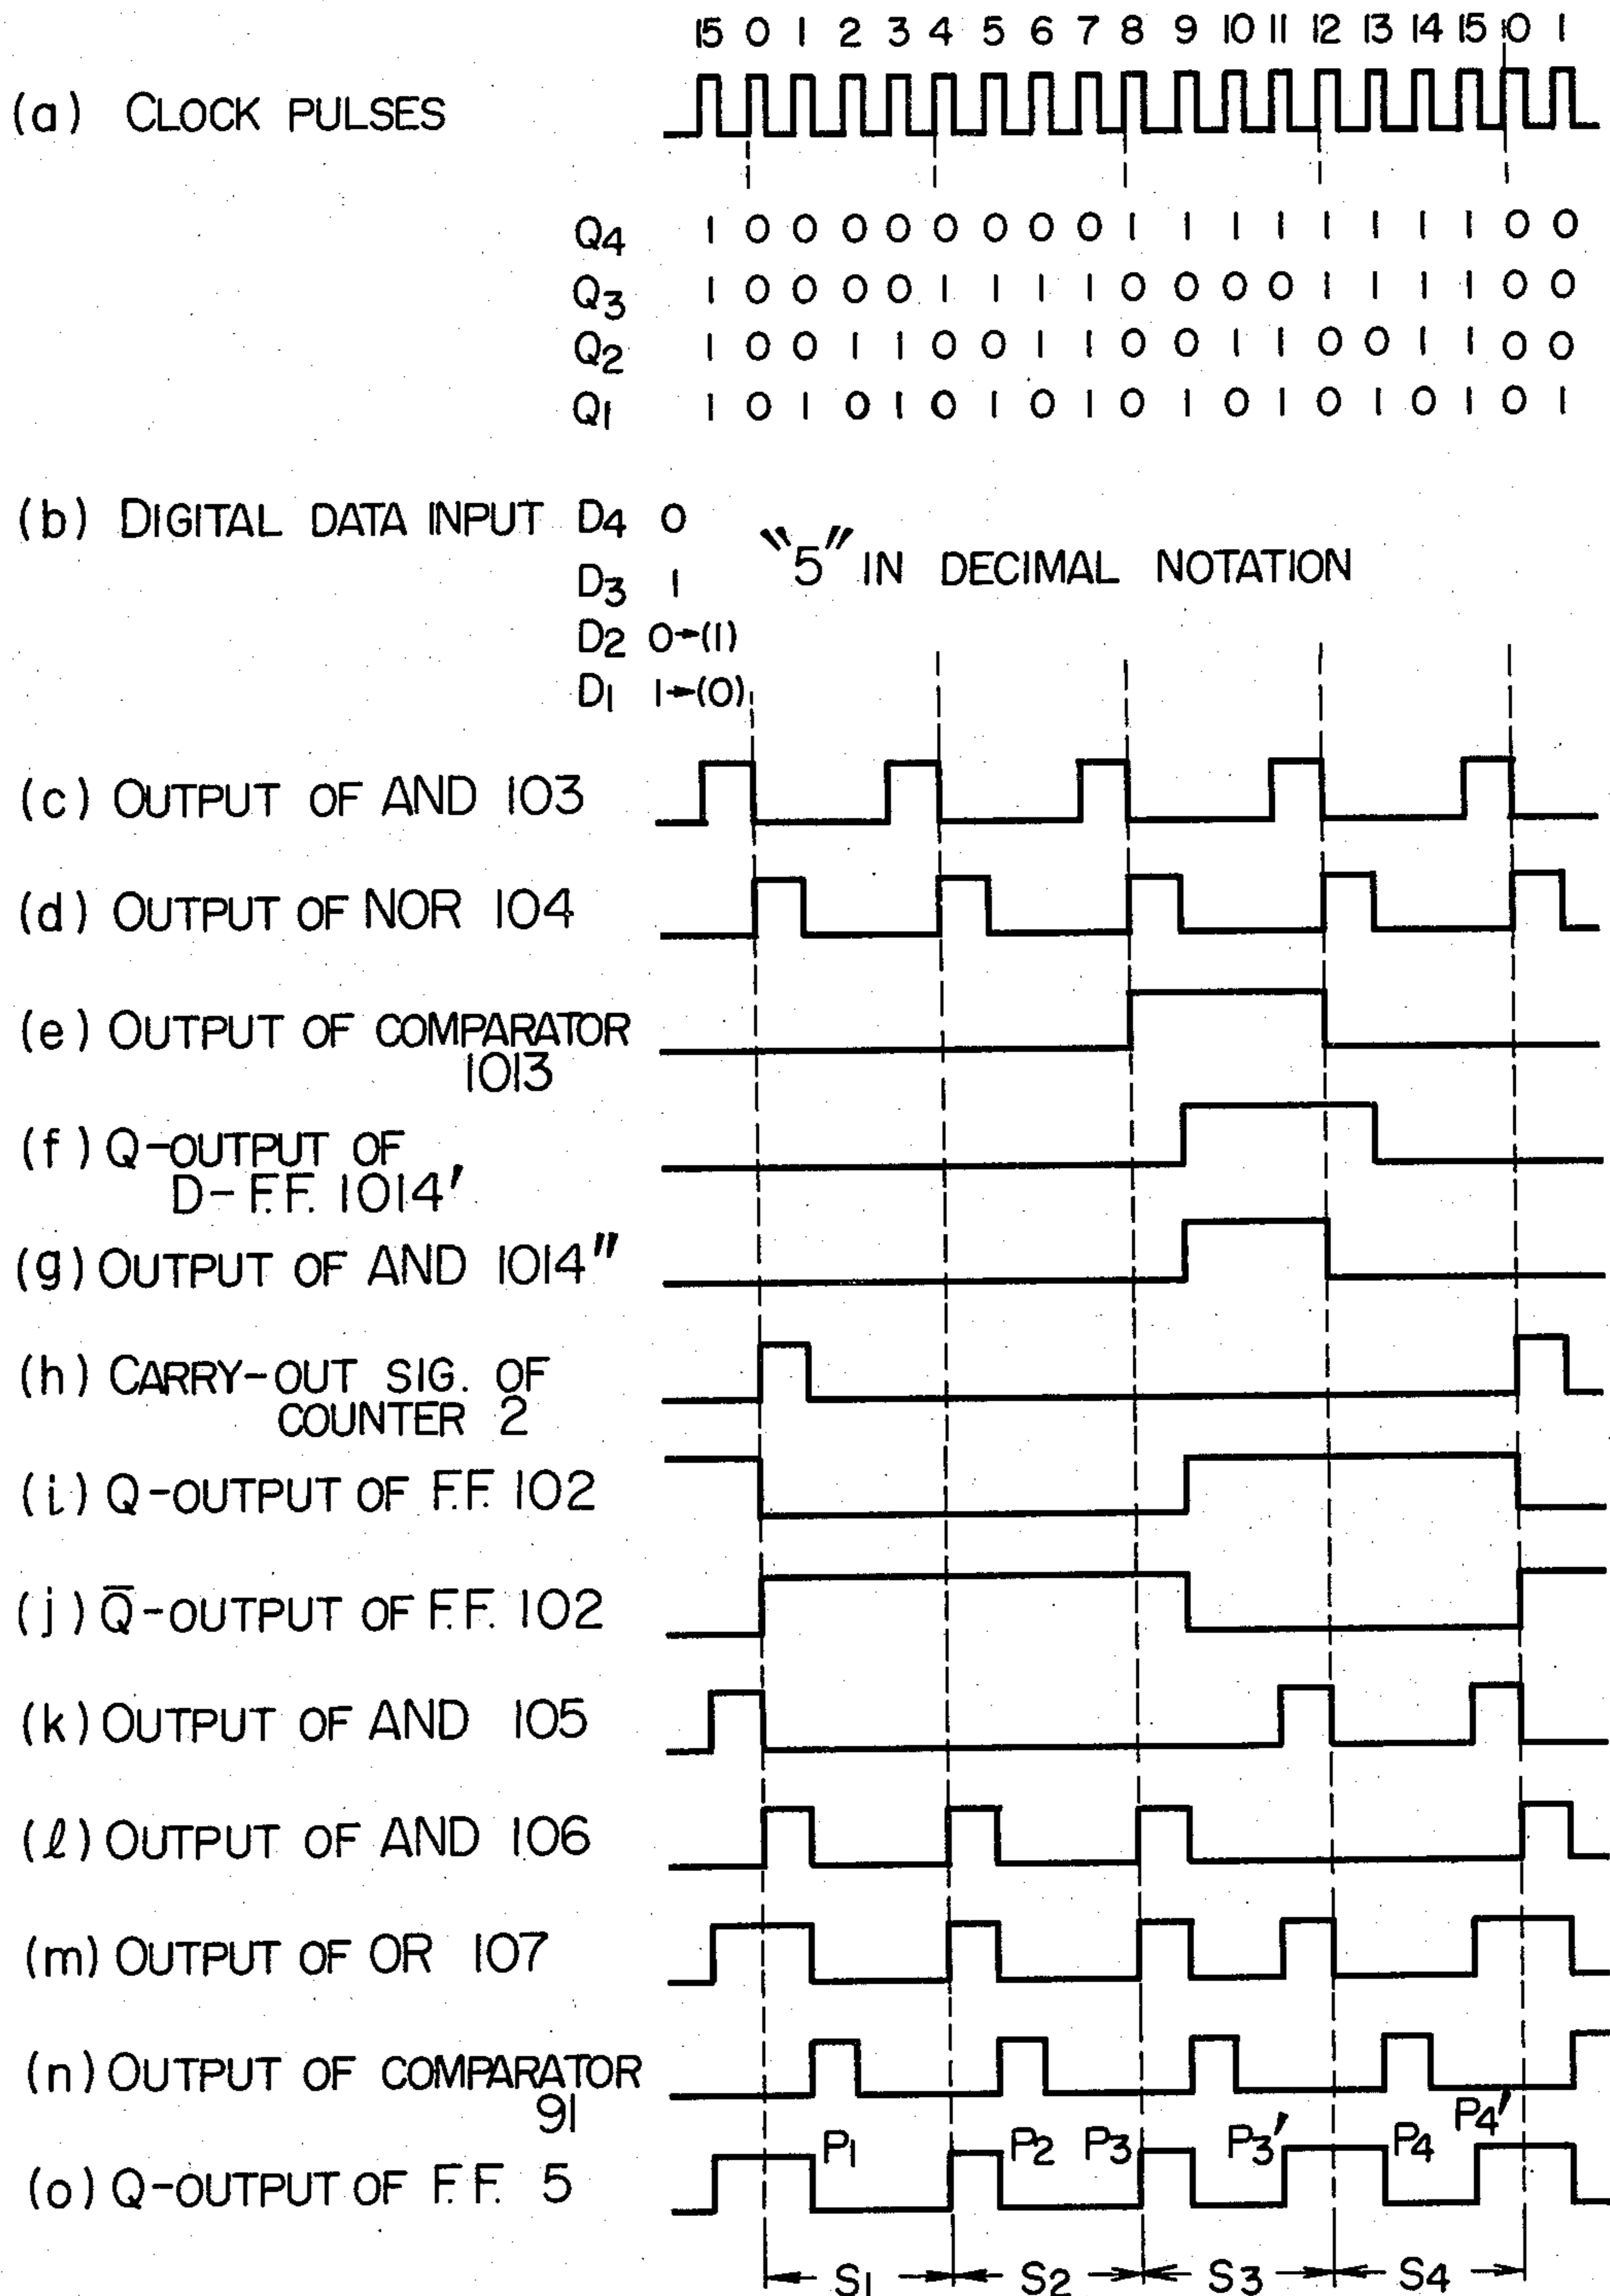 15 0 1 2 3 4 5 6 7 8 9 10 11 12 13 14 15 0 1
(a) CLOCK PULSES
Q4 1 0 0 0 0 0 0 0 0 1 1 1 1 1 1 1 1 0 0
Q3 1 0 0 0 0 1 1 1 1 0 0 0 0 1 1 1 1 0 0
Q2 1 0 0 1 1 0 0 1 1 0 0 1 1 0 0 1 1 0 0
Q1 1 0 1 0 1 0 1 0 1 0 1 0 1 0 1 0 1 0 1
(b) DIGITAL DATA INPUT D4 0
"5" IN DECIMAL NOTATION
D3 1
D2 0→(1)
D1 1→(0)
(c) OUTPUT OF AND 103
(d) OUTPUT OF NOR 104
(e) OUTPUT OF COMPARATOR
1013
(f) Q-OUTPUT OF
D-F.F. 1014'
(g) OUTPUT OF AND 1014"
(h) CARRY-OUT SIG. OF
COUNTER 2
(i) Q-OUTPUT OF F.F. 102
(j) Q̅-OUTPUT OF F.F. 102
(k) OUTPUT OF AND 105
(ℓ) OUTPUT OF AND 106
(m) OUTPUT OF OR 107
(n) OUTPUT OF COMPARATOR
91
P1 P2 P3 P3' P4 P4'
(o) Q-OUTPUT OF F.F. 5
S1 S2 S3 S4